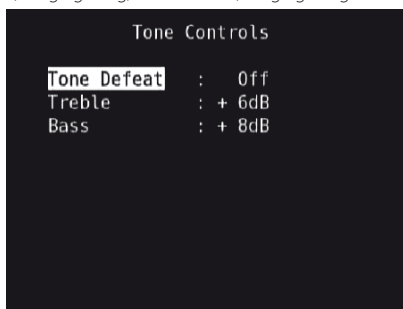 Tone Controls
Tone Defeat : Off
Treble : + 6dB
Bass : + 8dB